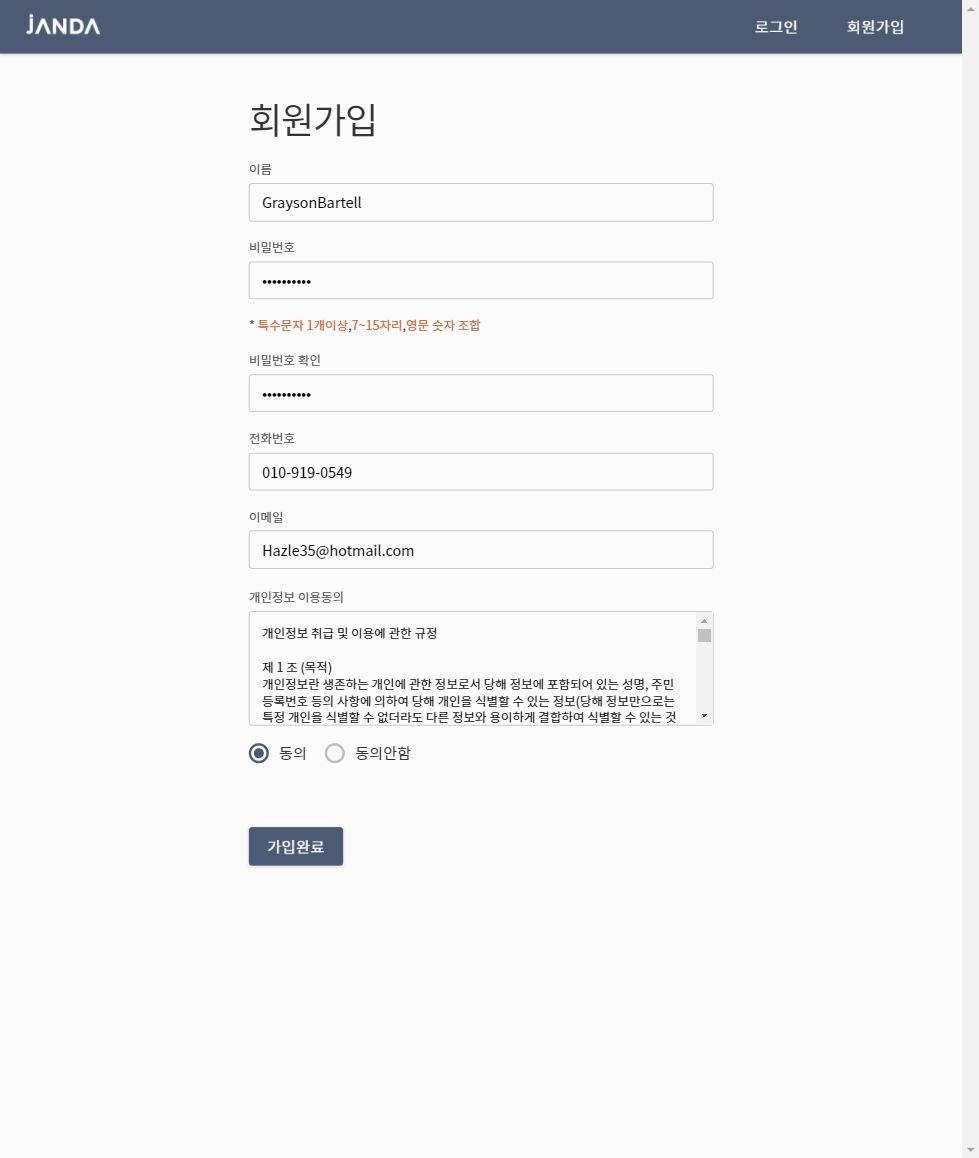 JANDA
로그인
회원가입
회원가입
이름
GraysonBartell
비밀번호
••••••••••
* 특수문자 1개이상,7~15자리,영문 숫자 조합
비밀번호 확인
••••••••••
전화번호
010-919-0549
이메일
Hazle35@hotmail.com
개인정보 이용동의
개인정보 취급 및 이용에 관한 규정
제 1 조 (목적)
개인정보란 생존하는 개인에 관한 정보로서 당해 정보에 포함되어 있는 성명, 주민
등록번호 등의 사항에 의하여 당해 개인을 식별할 수 있는 정보(당해 정보만으로는
특정 개인을 식별할 수 없더라도 다른 정보와 용이하게 결합하여 식별할 수 있는 것
동의
동의안함
가입완료